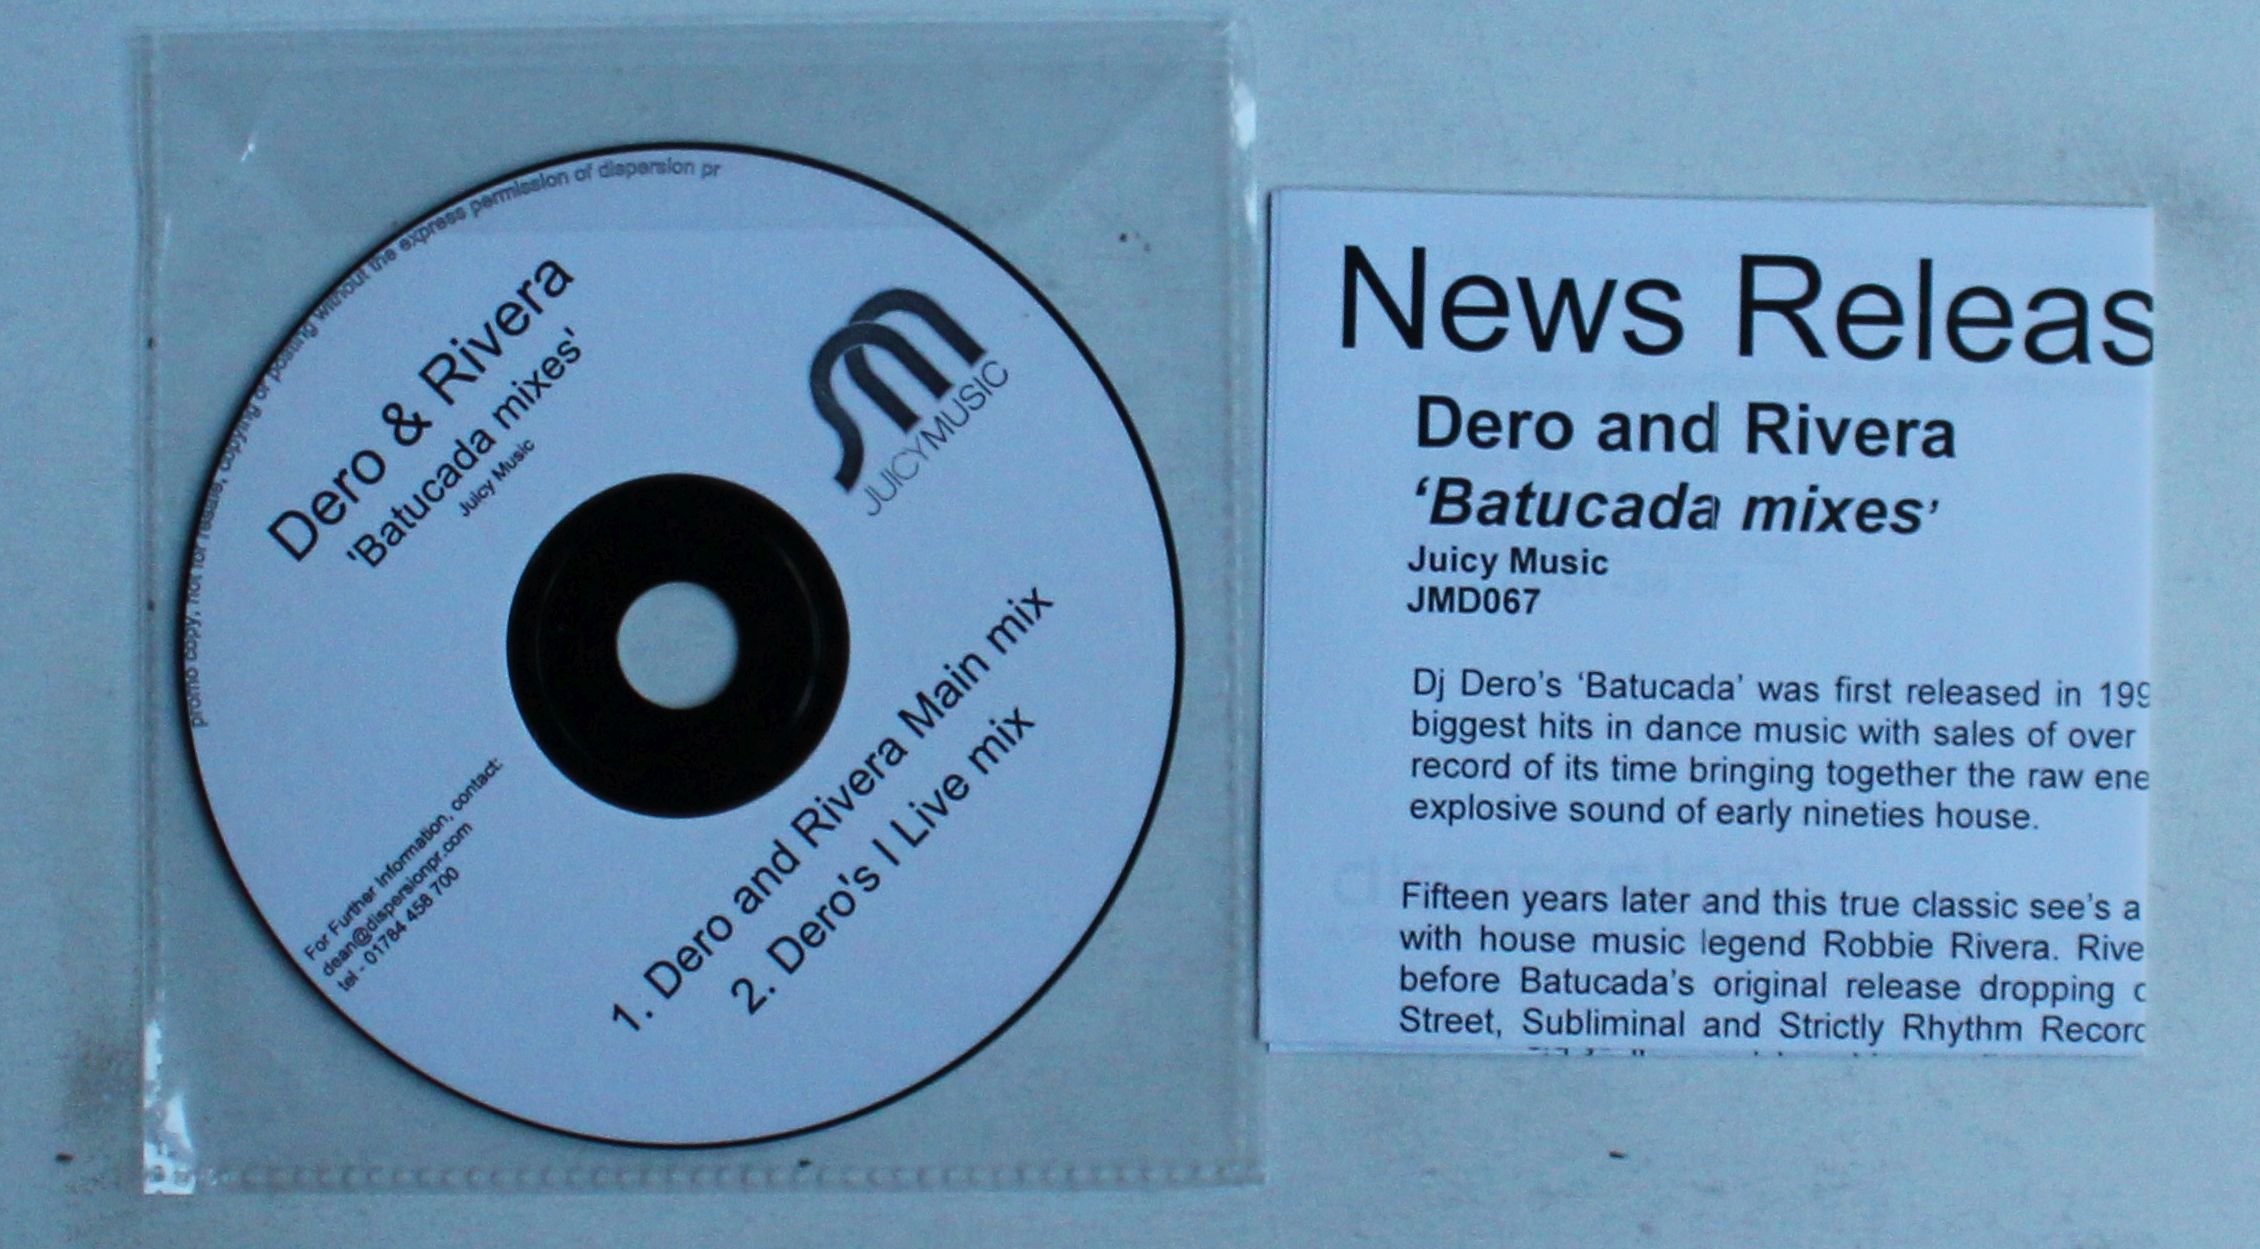 promo copy, not for resale, copying or posting without the express permission of dispersion pr
Dero & Rivera
'Batucada mixes'
Juicy Music
JUICYMUSIC
1. Dero and Rivera Main mix
2. Dero's I Live mix
For Further Information, contact:
dean@dispersionpr.com
tel - 01784 458 700
News Releas
Dero and Rivera
‘Batucada mixes’
Juicy Music
JMD067
Dj Dero’s ‘Batucada’ was first released in 199
biggest hits in dance music with sales of over
record of its time bringing together the raw ene
explosive sound of early nineties house.
Fifteen years later and this true classic see’s a
with house music legend Robbie Rivera. Rive
before Batucada’s original release dropping
Street, Subliminal and Strictly Rhythm Record